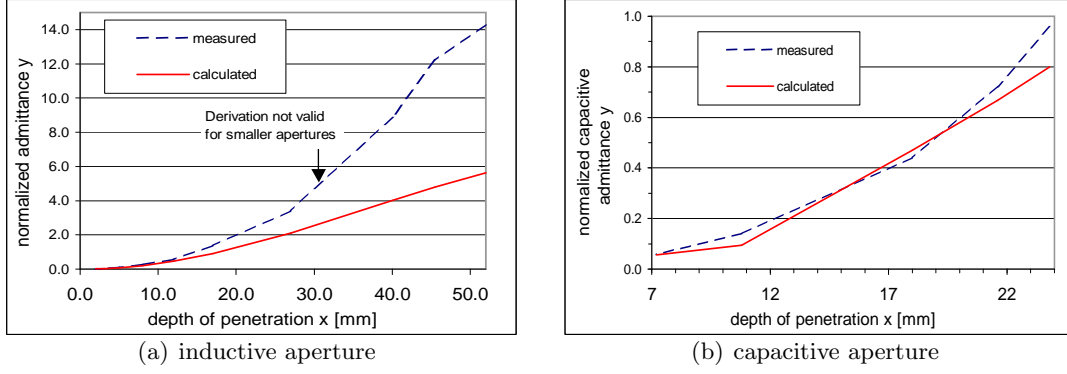 14.0
12.0
10.0
8.0
6.0
4.0
2.0
0.0
normalized admittance y
measured
calculated
Derivation not valid
for smaller apertures
0.0 10.0 20.0 30.0 40.0 50.0
depth of penetration x [mm]
(a) inductive aperture
1.0
0.8
0.6
0.4
0.2
0.0
normalized capacitive
admittance y
measured
calculated
7 12 17 22
depth of penetration x [mm]
(b) capacitive aperture